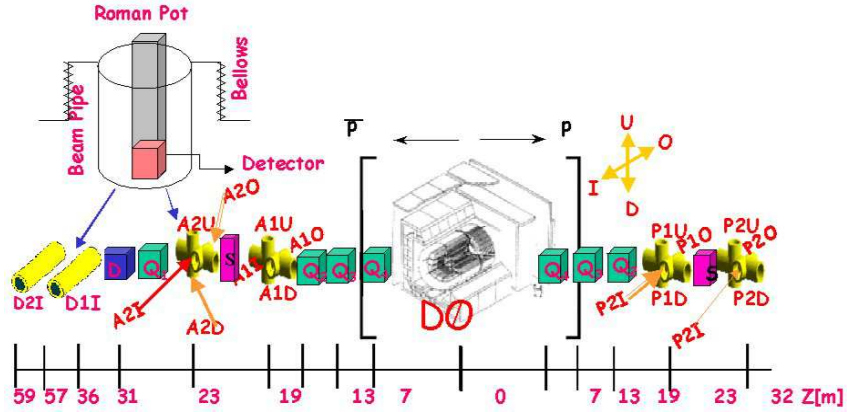 Roman Pot
Bellows
Beam Pipe
p
p
Detector
U
O
I
D
A2O
A2U
A1U
A1O
P1U
P1O
P2U
P2O
D
S
A1I
S
D2I
D1I
A2I
A2D
A1D
DØ
P2I
P1D
P2I
P2D
59 57 36 31 23 19 13 7 0 7 13 19 23 32 Z[m]